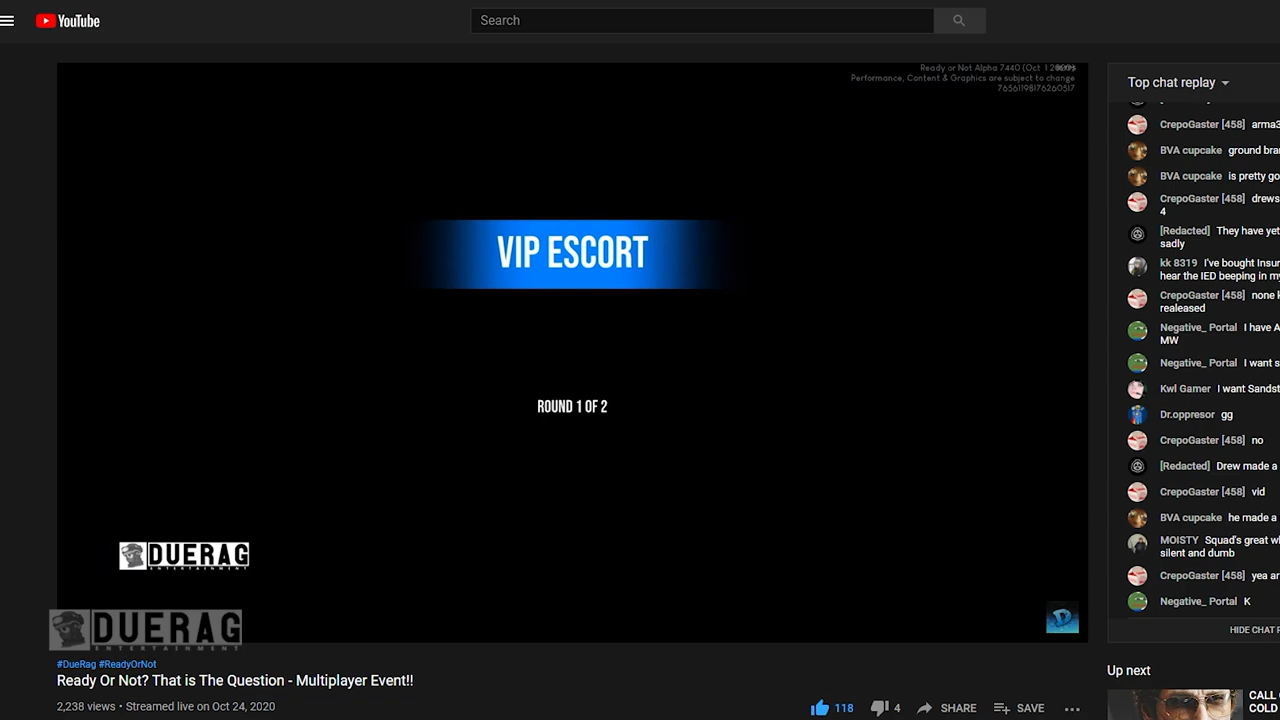 YouTube
Search
Ready or Not Alpha 7440 (Oct 1
Performance, Content & Graphics are subject to change
76561198176260517
VIP ESCORT
ROUND 1 OF 2
DUERAG
ENTERTAINMENT
DUERAG
ENTERTAINMENT
#DueRag #ReadyOrNot
Ready Or Not? That is The Question - Multiplayer Event!!
2,238 views • Streamed live on Oct 24, 2020
118
4
SHARE
SAVE
Top chat replay
CrepoGaster [458] arma3
BVA cupcake ground bra
BVA cupcake is pretty go
CrepoGaster [458] drews
4
[Redacted] They have yet
sadly
kk 8319 I've bought Insur
hear the IED beeping in my
CrepoGaster [458] none
realeased
Negative_ Portal I have A
MW
Negative_ Portal I want s
Kwl Gamer I want Sandst
Dr.oppresor gg
CrepoGaster [458] no
[Redacted] Drew made a
CrepoGaster [458] vid
BVA cupcake he made a
MOISTY Squad's great w
silent and dumb
CrepoGaster [458] yea ar
Negative_ Portal K
HIDE CHAT
Up next
CALL
COLD